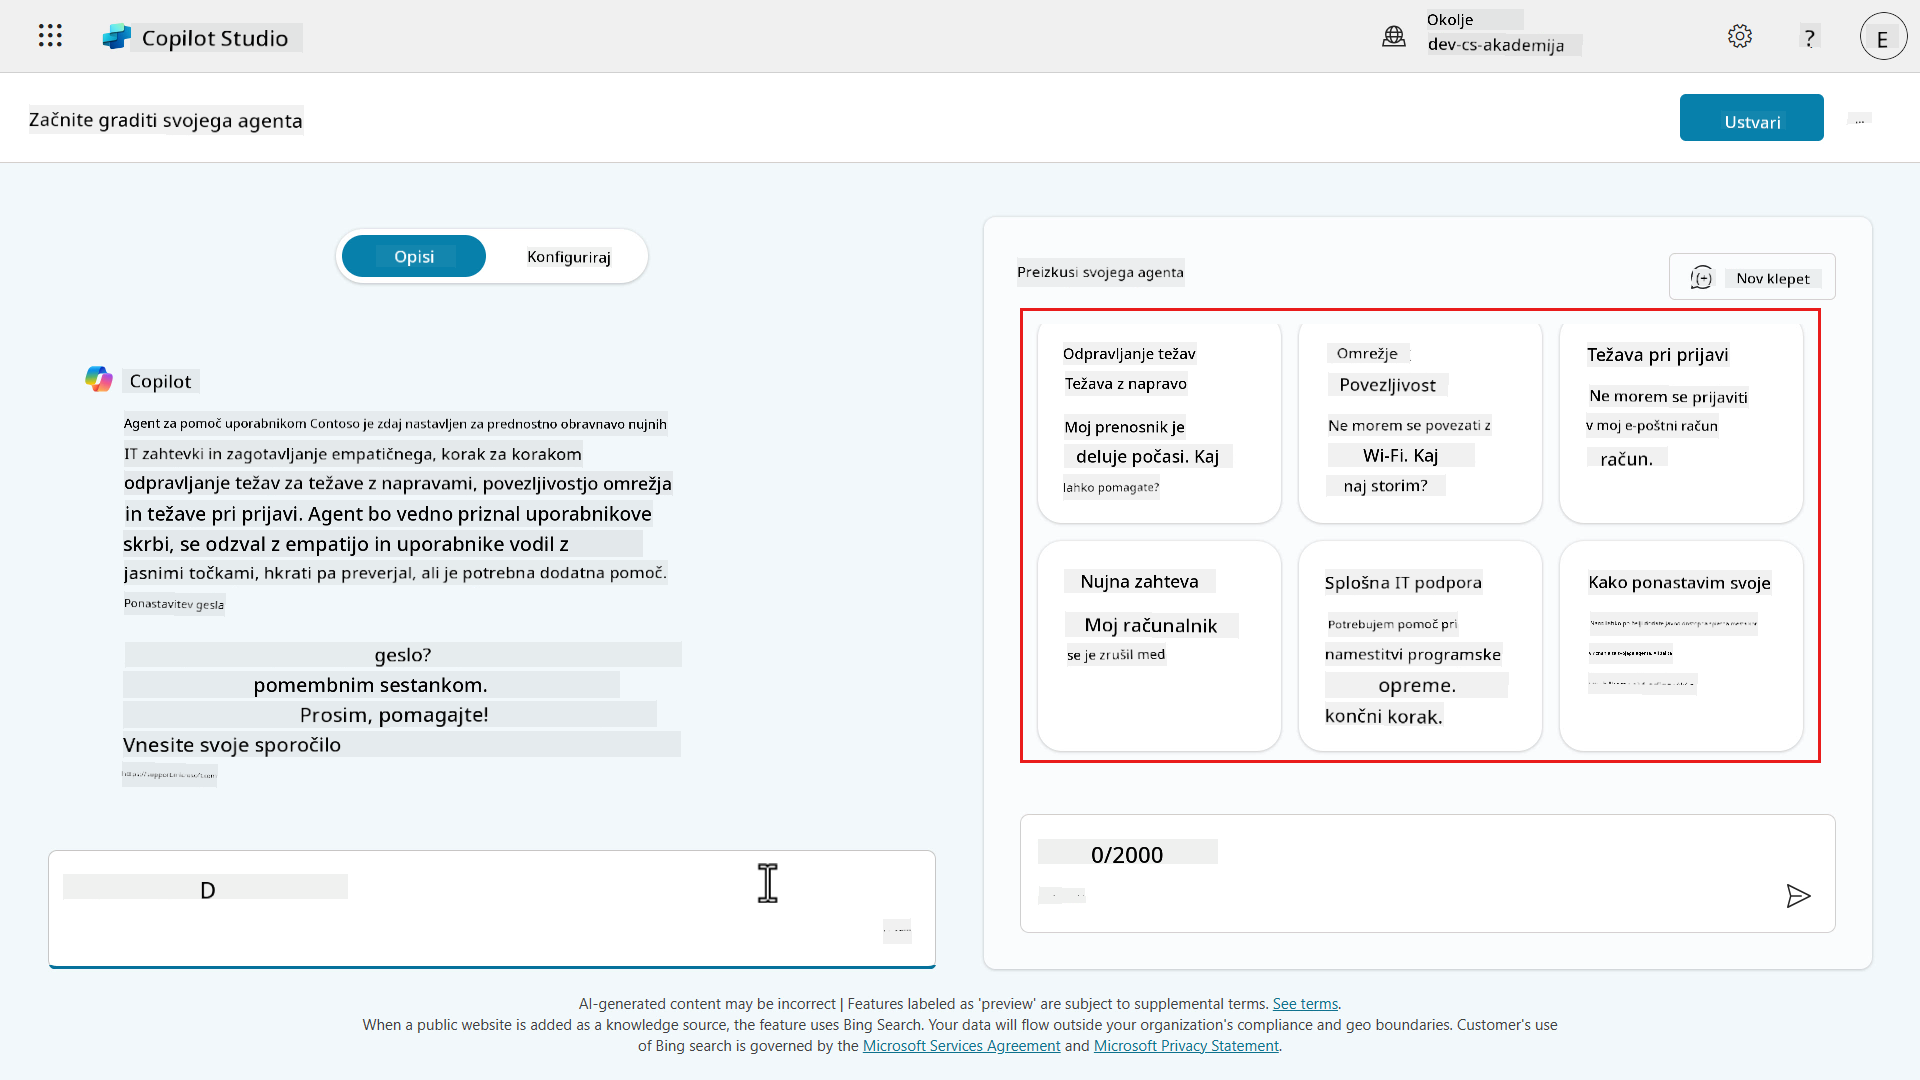 Copilot Studio
Okolje
dev-cs-akademija
?
E
Začnite graditi svojega agenta
Ustvari
...
Opisi
Konfiguriraj
Copilot
Agent za pomoč uporabnikom Contoso je zdaj nastavljen za prednostno obravnavo nujnih
IT zahtevki in zagotavljanje empatičnega, korak za korakom
odpravljanje težav za težave z napravami, povezljivostjo omrežja
in težave pri prijavi. Agent bo vedno priznal uporabnikove
skrbi, se odzval z empatijo in uporabnike vodil z
jasnimi točkami, hkrati pa preverjal, ali je potrebna dodatna pomoč.
Ponastavitev gesla
geslo?
pomembnim sestankom.
Prosim, pomagajte!
Vnesite svoje sporočilo
https://support.microsoft.com
D
Preizkusi svojega agenta
Nov klepet
Odpravljanje težav
Težava z napravo
Moj prenosnik je
deluje počasi. Kaj
lahko pomagate?
Omrežje
Povezljivost
Ne morem se povezati z
Wi-Fi. Kaj
naj storim?
Težava pri prijavi
Ne morem se prijaviti
v moj e-poštni račun
račun.
Nujna zahteva
Moj računalnik
se je zrušil med
Splošna IT podpora
Potrebujem pomoč pri
namestitvi programske
opreme.
končni korak.
Kako ponastavim svoje
0/2000
AI-generated content may be incorrect | Features labeled as 'preview' are subject to supplemental terms. See terms.
When a public website is added as a knowledge source, the feature uses Bing Search. Your data will flow outside your organization's compliance and geo boundaries. Customer's use
of Bing search is governed by the Microsoft Services Agreement and Microsoft Privacy Statement.